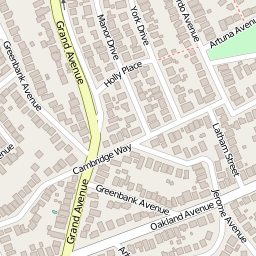 Grand Avenue
Manor Drive
York Drive
Artuna Avenue
Greenbank Avenue
Holly Place
Latham Street
Cambridge Way
Greenbank Avenue
Jerome Avenue
Grand Avenue
Oakland Avenue